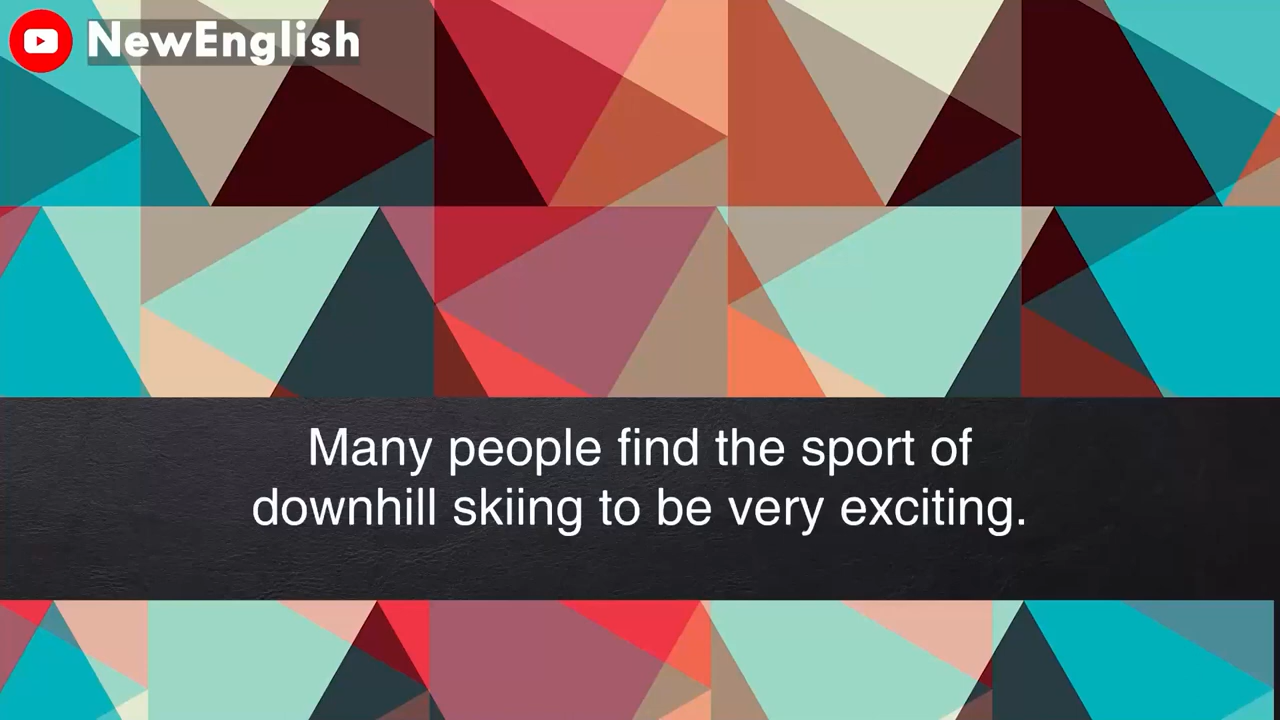 NewEnglish
Many people find the sport of
downhill skiing to be very exciting.